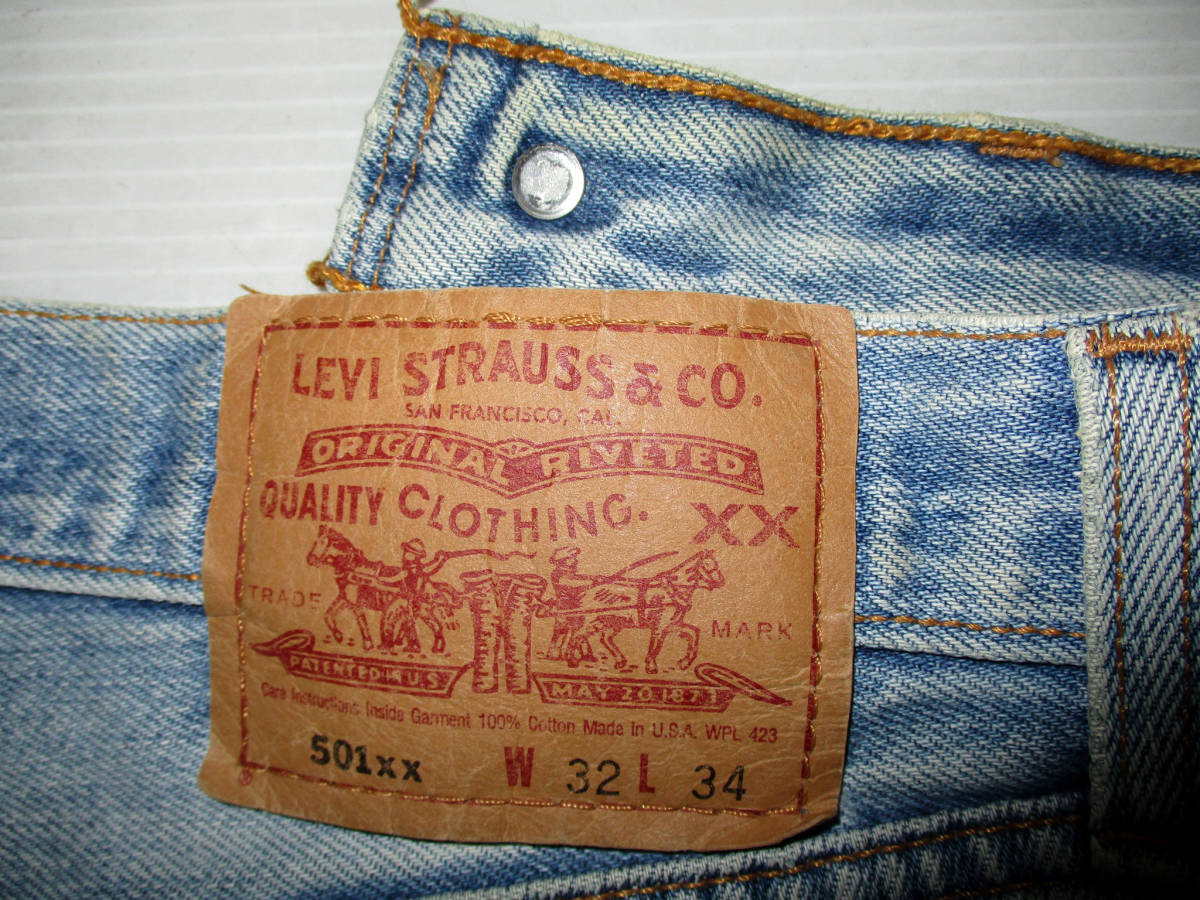 LEVI STRAUSS & CO.
SAN FRANCISCO, CAL.
ORIGINAL RIVETED
QUALITY CLOTHING. XX
TRADE MARK
PATENTED IN U.S MAY 20 1873
Care Instructions Inside Garment 100% Cotton Made in U.S.A. WPL 423
501xx W 32 L 34